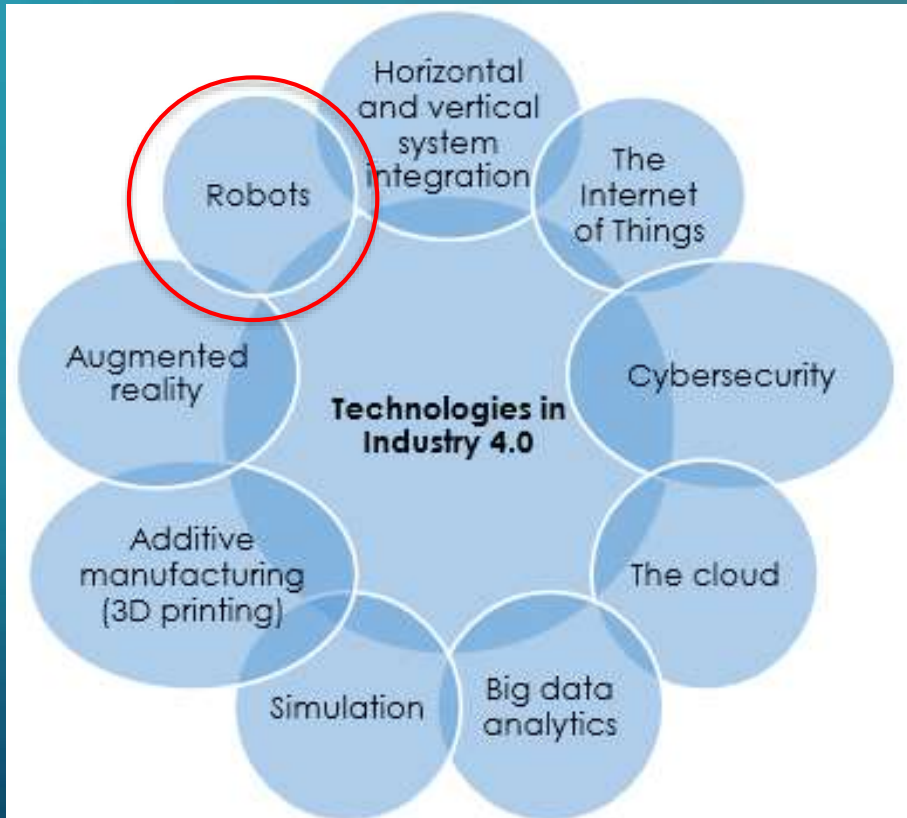 Horizontal
and vertical
system
integration
The
Internet
of Things
Cybersecurity
The cloud
Big data
analytics
Simulation
Additive
manufacturing
(3D printing)
Augmented
reality
Robots
Technologies in
Industry 4.0